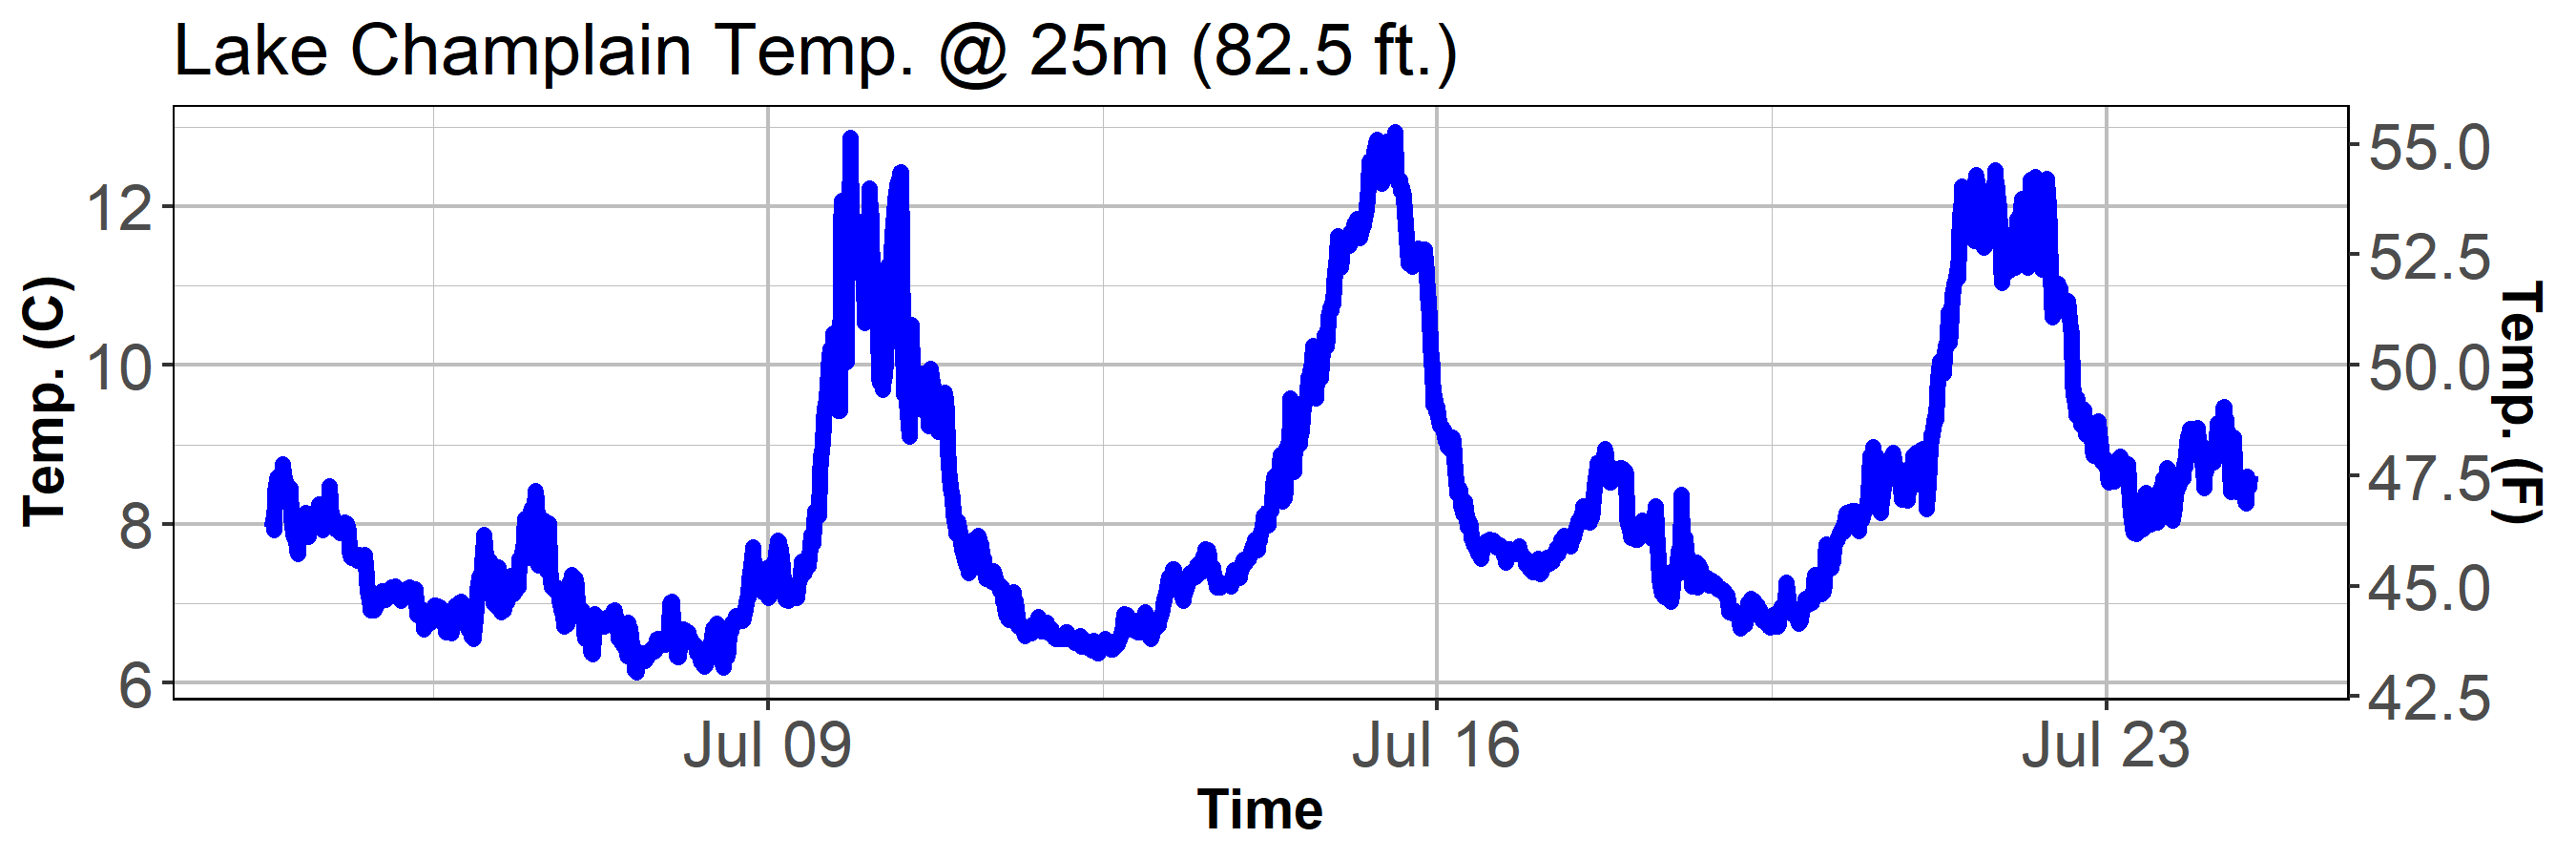 Lake Champlain Temp. @ 25m (82.5 ft.)
Temp. (C)
12
10
8
6
55.0
52.5
50.0
47.5
45.0
42.5
Temp. (F)
Jul 09
Jul 16
Jul 23
Time